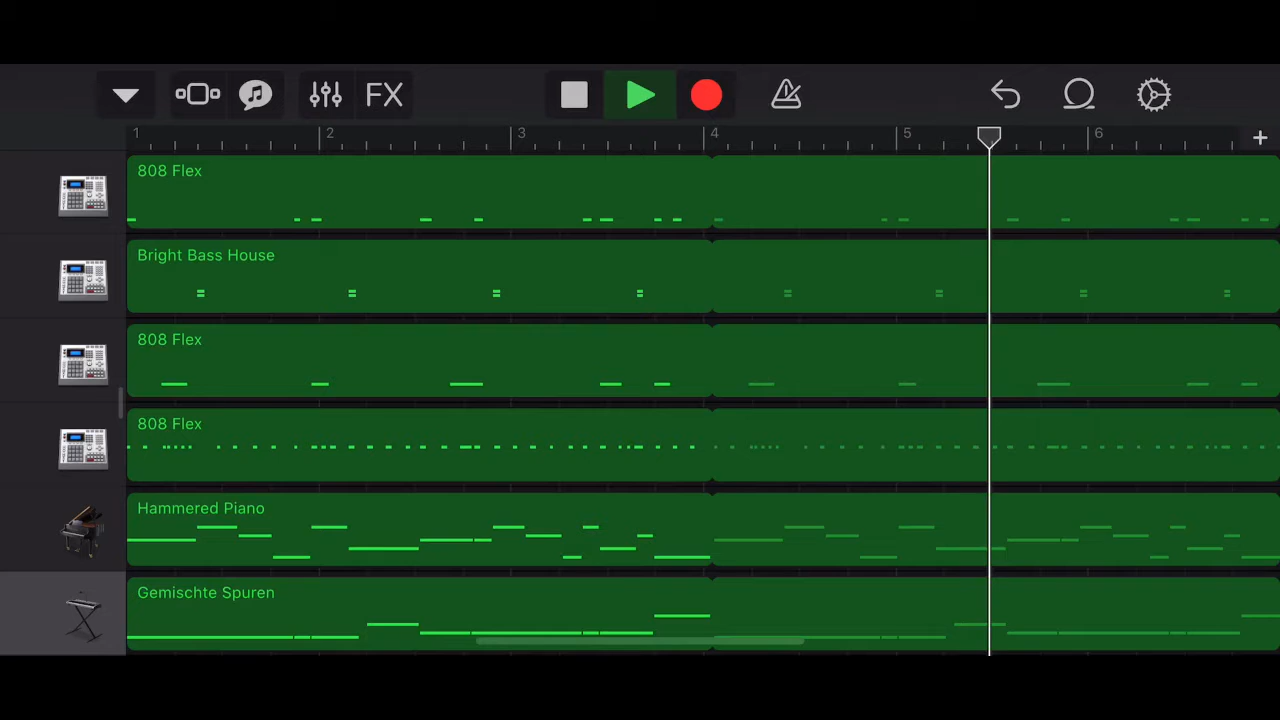 FX
1 2 3 4 5 6
808 Flex
Bright Bass House
808 Flex
808 Flex
Hammered Piano
Gemischte Spuren